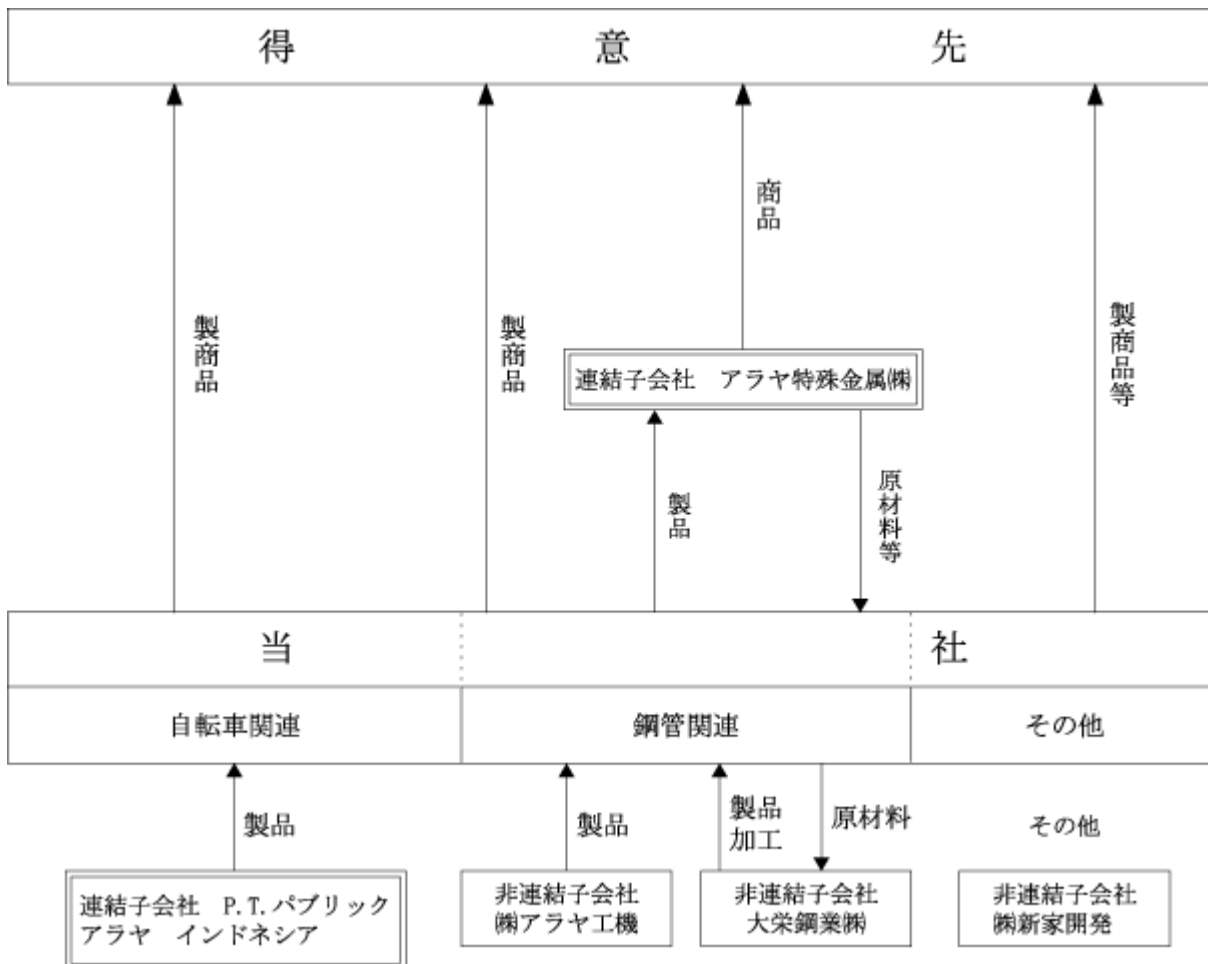 得意先
商品
製商品
製商品
製商品等
連結子会社　アラヤ特殊金属㈱
製品
原材料等
当社
自転車関連
鋼管関連
その他
製品
製品
製品
加工
原材料
その他
連結子会社　P.T.パブリック
アラヤ　インドネシア
非連結子会社
㈱アラヤ工機
非連結子会社
大栄鋼業㈱
非連結子会社
㈱新家開発